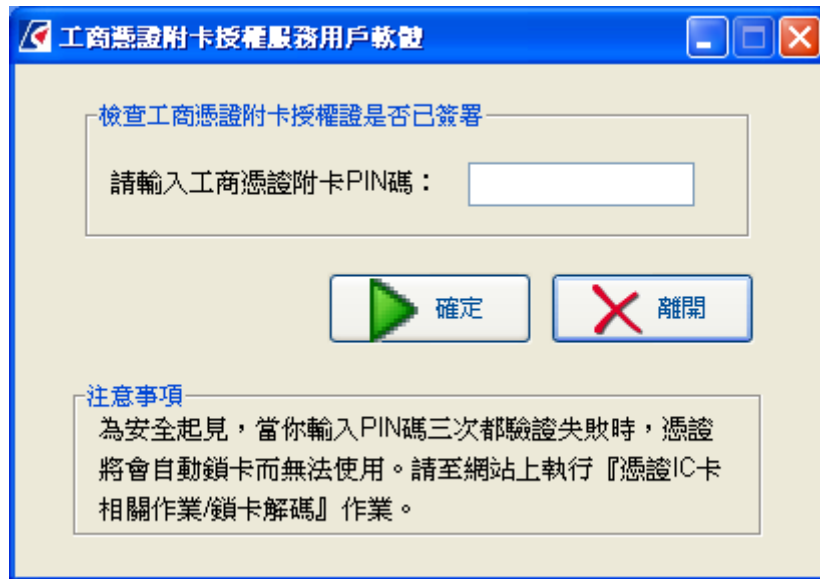 工商憑證附卡授權服務用戶軟體
檢查工商憑證附卡授權證是否已簽署
請輸入工商憑證附卡PIN碼：
確定
離開
注意事項
為安全起見，當你輸入PIN碼三次都驗證失敗時，憑證
將會自動鎖卡而無法使用。請至網站上執行『憑證IC卡
相關作業/鎖卡解碼』作業。